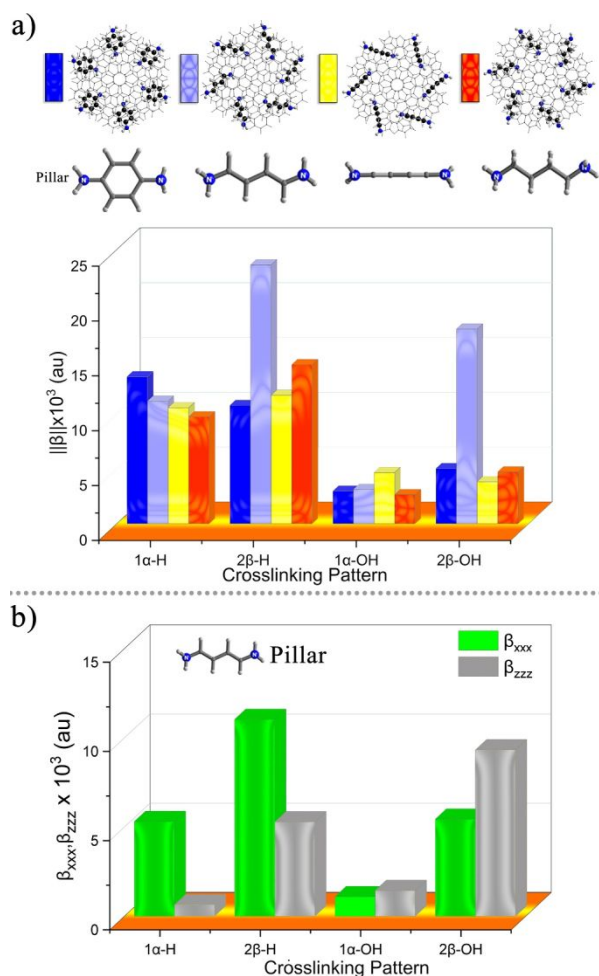 a)
Pillar
N N N N N N N N
||β||x10³ (au)
25
20
15
10
5
0
1α-H 2β-H 1α-OH 2β-OH
Crosslinking Pattern
b)
N N Pillar
βxxx
βzzz
βxxx,βzzz x 10³ (au)
15
10
5
0
1α-H 2β-H 1α-OH 2β-OH
Crosslinking Pattern